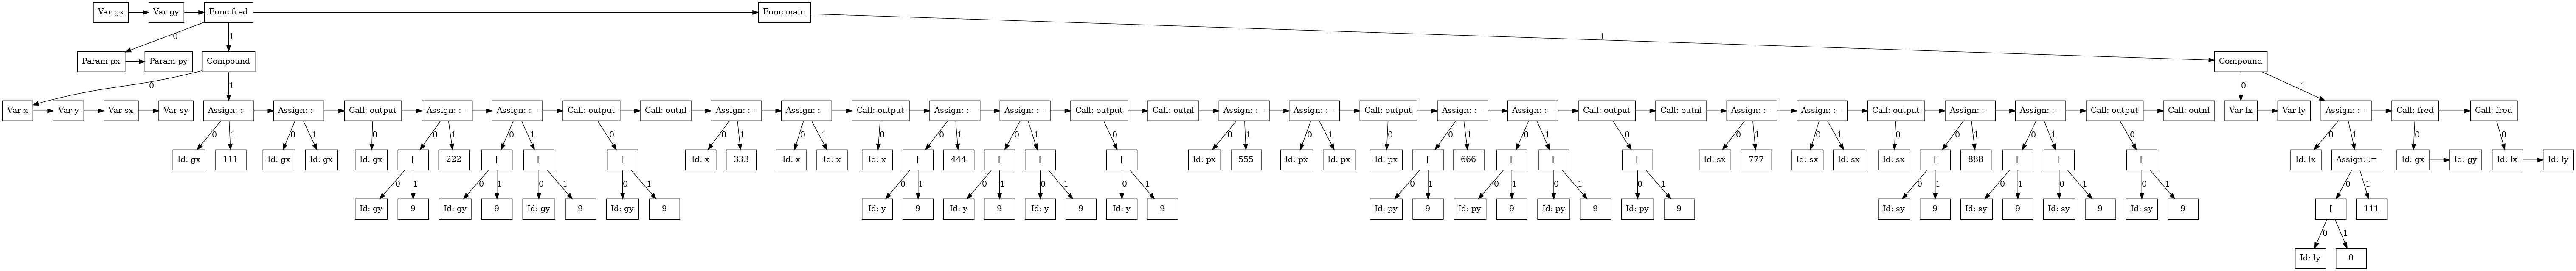 Var gx Var gy Func fred Func main
0 1 1
Param px Param py Compound Compound
0 1 0 1
Var x Var y Var sx Var sy Assign: := Assign: := Call: output Assign: := Assign: := Call: output Call: outnl Assign: := Assign: := Call: output Assign: := Assign: := Call: output Call: outnl Assign: := Assign: := Call: output Assign: := Assign: := Call: output Call: outnl Assign: := Assign: := Call: output Assign: := Assign: := Call: output Call: outnl Var lx Var ly Assign: := Call: fred Call: fred
0 1 0 1 0 0 1 0 1 0 0 1 0 1 0 0 1 0 1 0 0 1 0 1 0 0 1 0 1 0 0 1 0 1 0 0 1 0 1 0 0 1 0 0
Id: gx 111 Id: gx Id: gx Id: gx [ 222 [ [ [ Id: x 333 Id: x Id: x Id: x [ 444 [ [ [ Id: px 555 Id: px Id: px Id: px [ 666 [ [ [ Id: sx 777 Id: sx Id: sx Id: sx [ 888 [ [ [ Id: lx Assign: := Id: gx Id: gy Id: lx Id: ly
0 1 0 1 0 1 0 1 0 1 0 1 0 1 0 1 0 1 0 1 0 1 0 1 0 1 0 1 0 1 0 1 0 1
Id: gy 9 Id: gy 9 Id: gy 9 Id: gy 9 Id: y 9 Id: y 9 Id: y 9 Id: y 9 Id: py 9 Id: py 9 Id: py 9 Id: py 9 Id: sy 9 Id: sy 9 Id: sy 9 Id: sy 9 [ 111
0 1
Id: ly 0